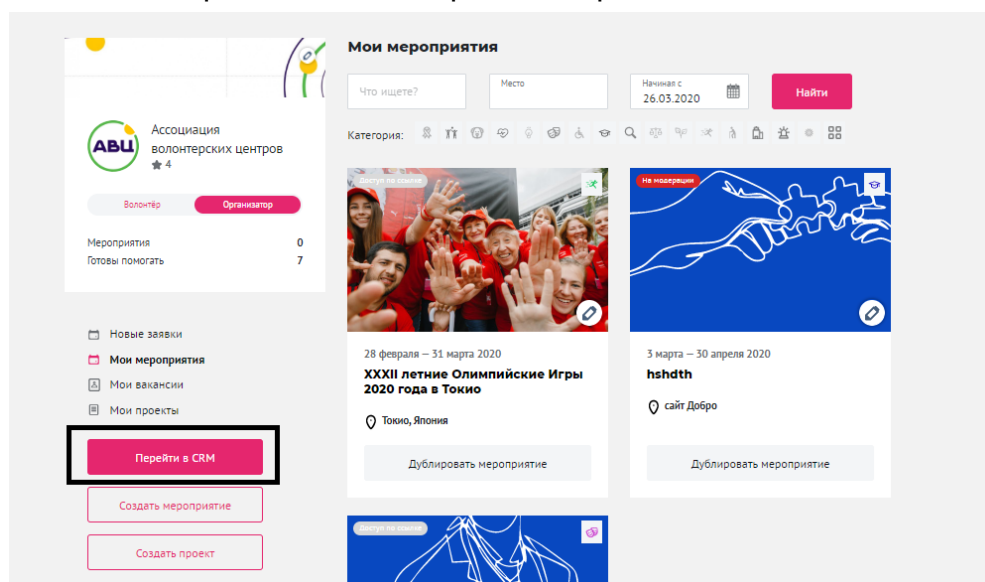 Мои мероприятия
Что ищете?
Место
Начиная с
26.03.2020
Найти
Категория:
АВЦ
Ассоциация
волонтерских центров
4
Волонтёр
Организатор
Мероприятия 0
Готовы помогать 7
Новые заявки
Мои мероприятия
Мои вакансии
Мои проекты
Перейти в CRM
Создать мероприятие
Создать проект
Доступ по ссылке
28 февраля – 31 марта 2020
XXXII летние Олимпийские Игры
2020 года в Токио
Токио, Япония
Дублировать мероприятие
На модерации
3 марта – 30 апреля 2020
hshdth
сайт Добро
Дублировать мероприятие
Доступ по ссылке